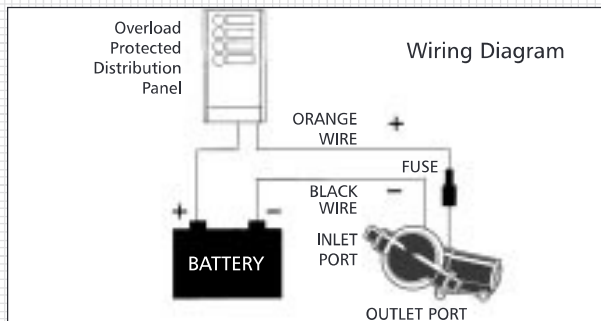 Overload
Protected
Distribution
Panel
Wiring Diagram
ORANGE
WIRE
+
FUSE
BLACK
WIRE
−
+
−
INLET
PORT
BATTERY
OUTLET PORT